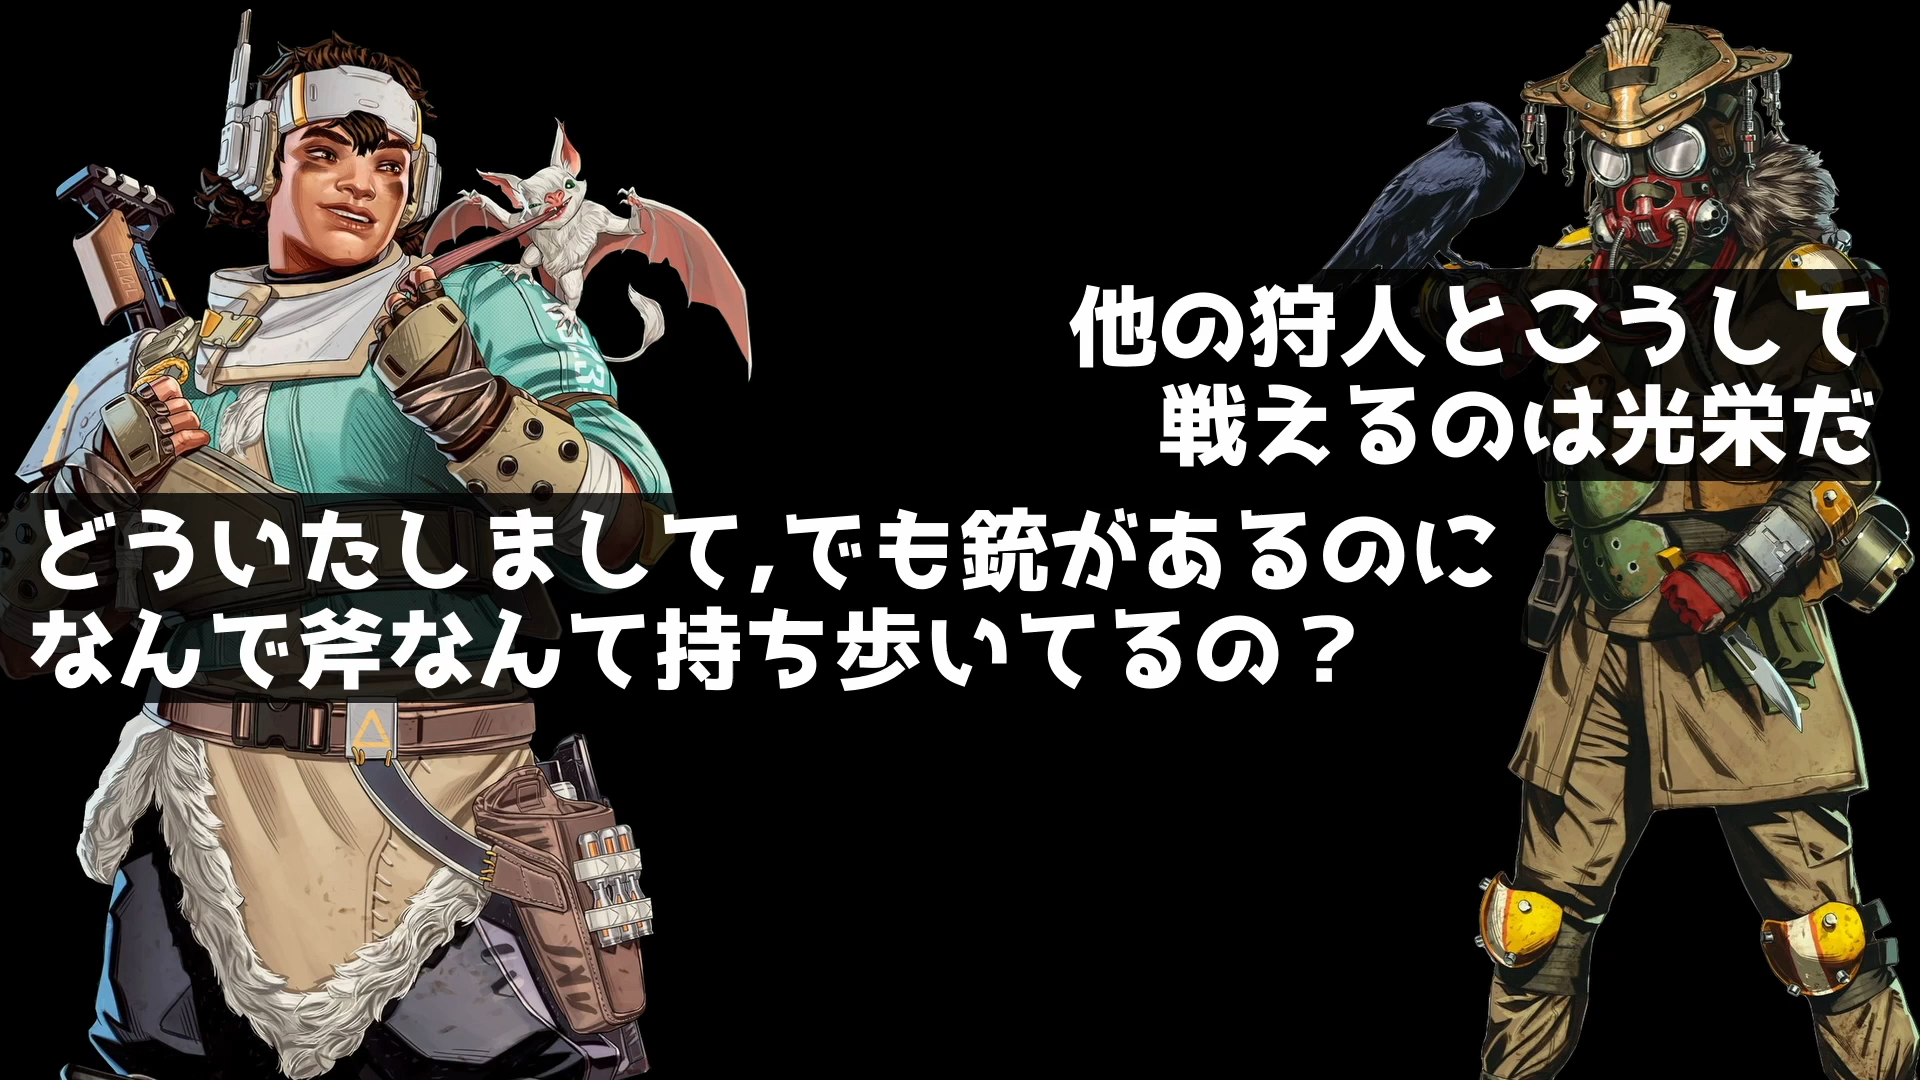 他の狩人とこうして
戦えるのは光栄だ
どういたしまして,でも銃があるのに
なんで斧なんて持ち歩いてるの？